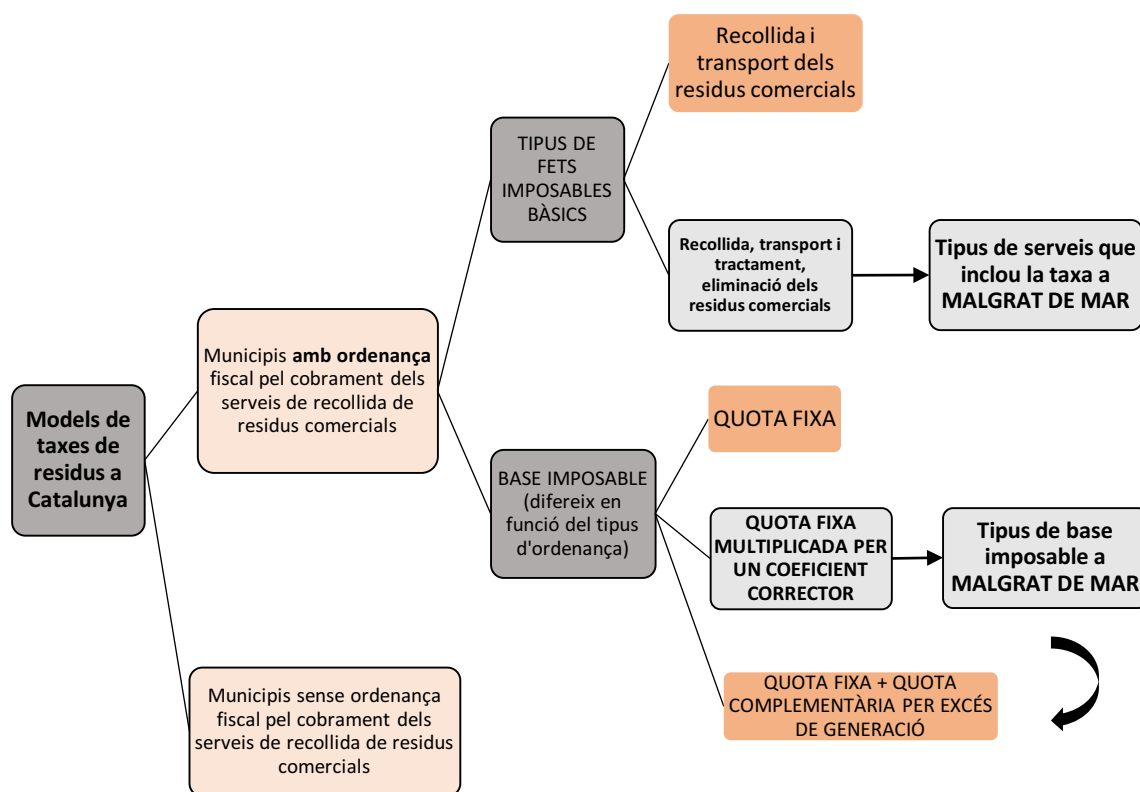 Models de
taxes de
residus a
Catalunya
Municipis amb ordenança
fiscal pel cobrament dels
serveis de recollida de
residus comercials
Municipis sense ordenança
fiscal pel cobrament dels
serveis de recollida de residus
comercials
TIPUS DE
FETS
IMPOSABLES
BÀSICS
BASE IMPOSABLE
(difereix en
funció del tipus
d'ordenança)
Recollida i
transport dels
residus comercials
Recollida, transport i
tractament,
eliminació dels
residus comercials
Tipus de serveis que
inclou la taxa a
MALGRAT DE MAR
QUOTA FIXA
QUOTA FIXA
MULTIPLICADA PER
UN COEFICIENT
CORRECTOR
Tipus de base
imposable a
MALGRAT DE MAR
QUOTA FIXA + QUOTA
COMPLEMENTÀRIA PER EXCÉS
DE GENERACIÓ